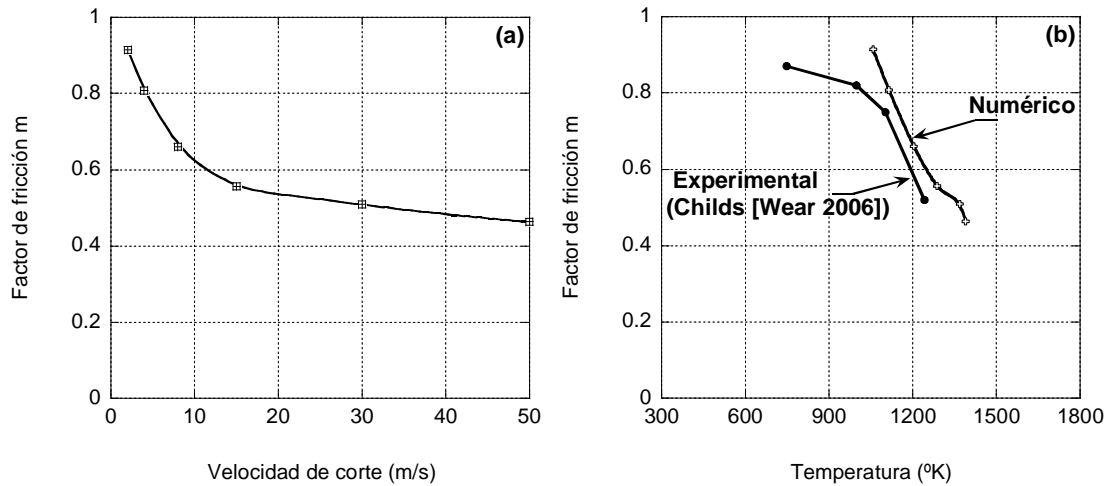 (a)
Factor de fricción m
1
0.8
0.6
0.4
0.2
0
0 10 20 30 40 50
Velocidad de corte (m/s)
(b)
Factor de fricción m
1
0.8
0.6
0.4
0.2
0
Numérico
Experimental
(Childs [Wear 2006])
300 600 900 1200 1500 1800
Temperatura (ºK)